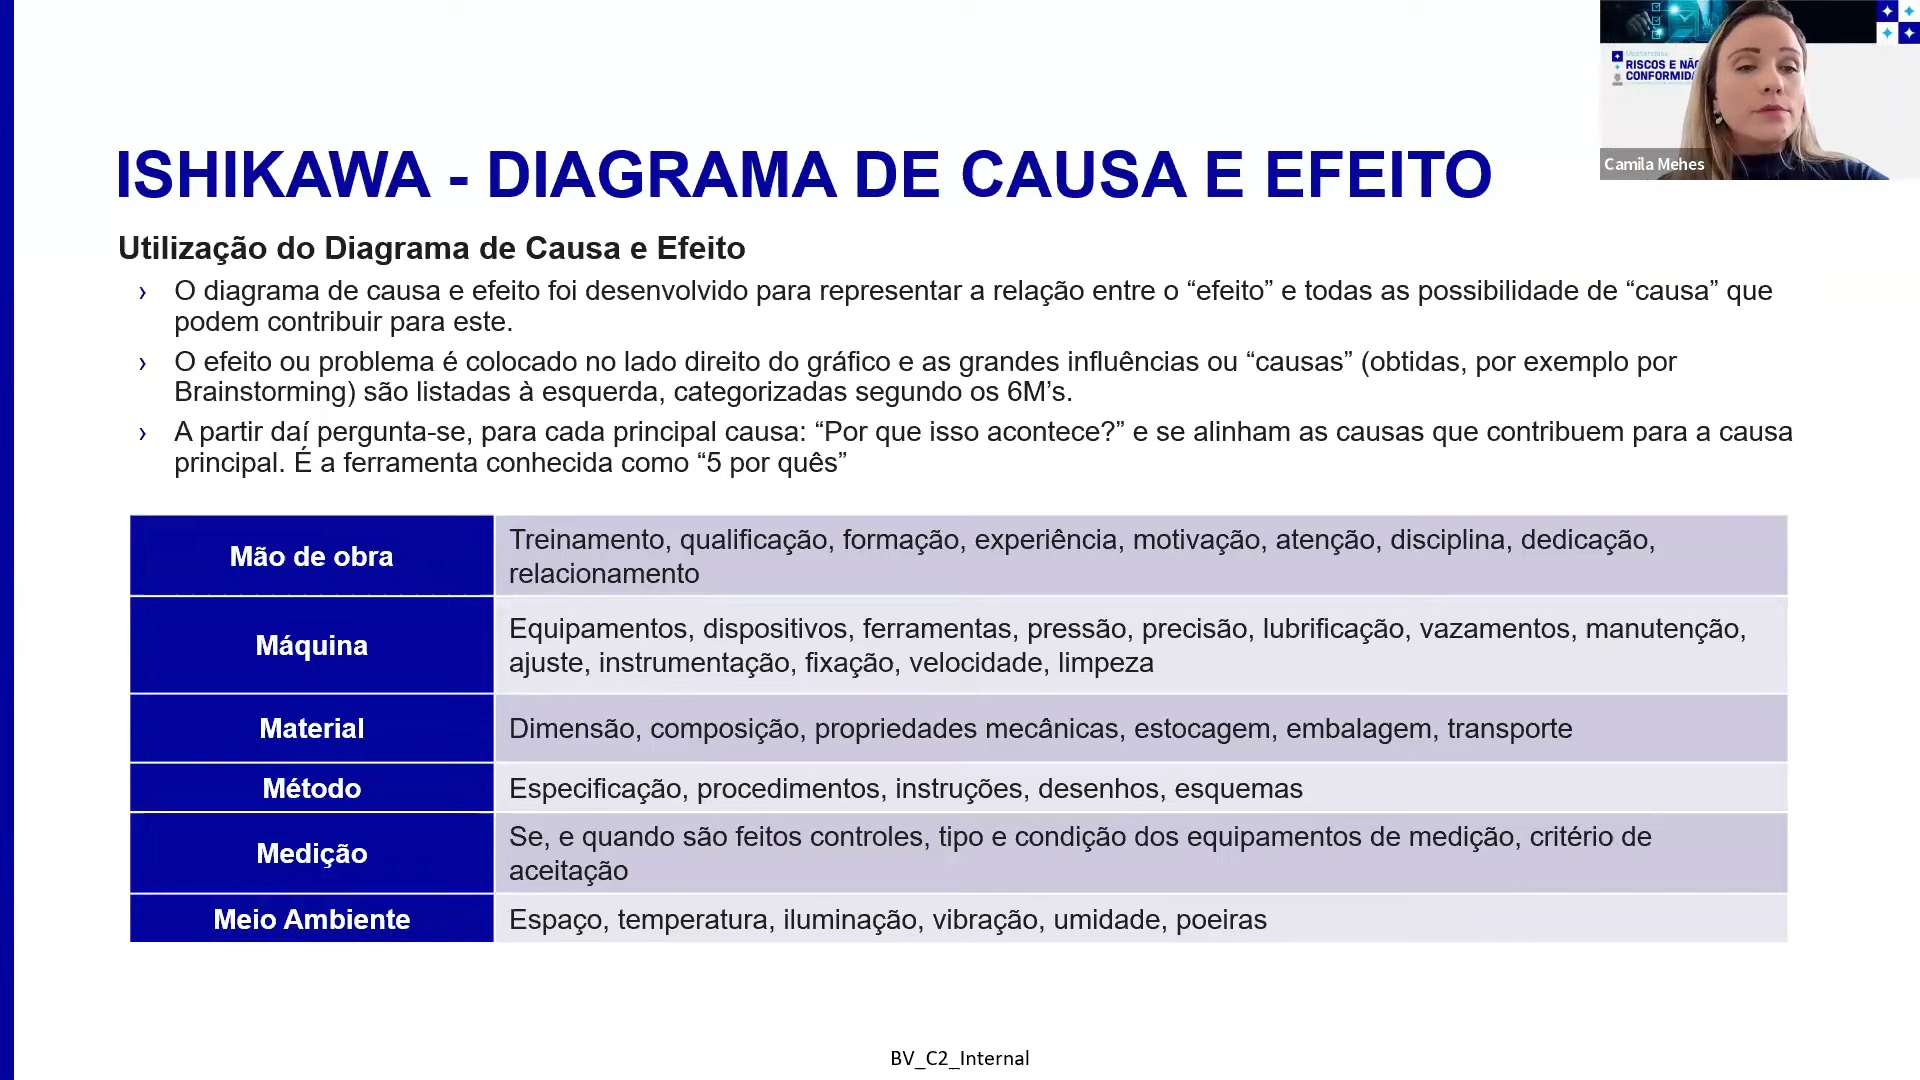 Masterclass:
RISCOS E NÃO
CONFORMID
Camila Mehes
ISHIKAWA - DIAGRAMA DE CAUSA E EFEITO
Utilização do Diagrama de Causa e Efeito
› O diagrama de causa e efeito foi desenvolvido para representar a relação entre o “efeito” e todas as possibilidade de “causa” que
podem contribuir para este.
› O efeito ou problema é colocado no lado direito do gráfico e as grandes influências ou “causas” (obtidas, por exemplo por
Brainstorming) são listadas à esquerda, categorizadas segundo os 6M’s.
› A partir daí pergunta-se, para cada principal causa: “Por que isso acontece?” e se alinham as causas que contribuem para a causa
principal. É a ferramenta conhecida como “5 por quês”
Mão de obra
Treinamento, qualificação, formação, experiência, motivação, atenção, disciplina, dedicação,
relacionamento
Máquina
Equipamentos, dispositivos, ferramentas, pressão, precisão, lubrificação, vazamentos, manutenção,
ajuste, instrumentação, fixação, velocidade, limpeza
Material
Dimensão, composição, propriedades mecânicas, estocagem, embalagem, transporte
Método
Especificação, procedimentos, instruções, desenhos, esquemas
Medição
Se, e quando são feitos controles, tipo e condição dos equipamentos de medição, critério de
aceitação
Meio Ambiente
Espaço, temperatura, iluminação, vibração, umidade, poeiras
BV_C2_Internal